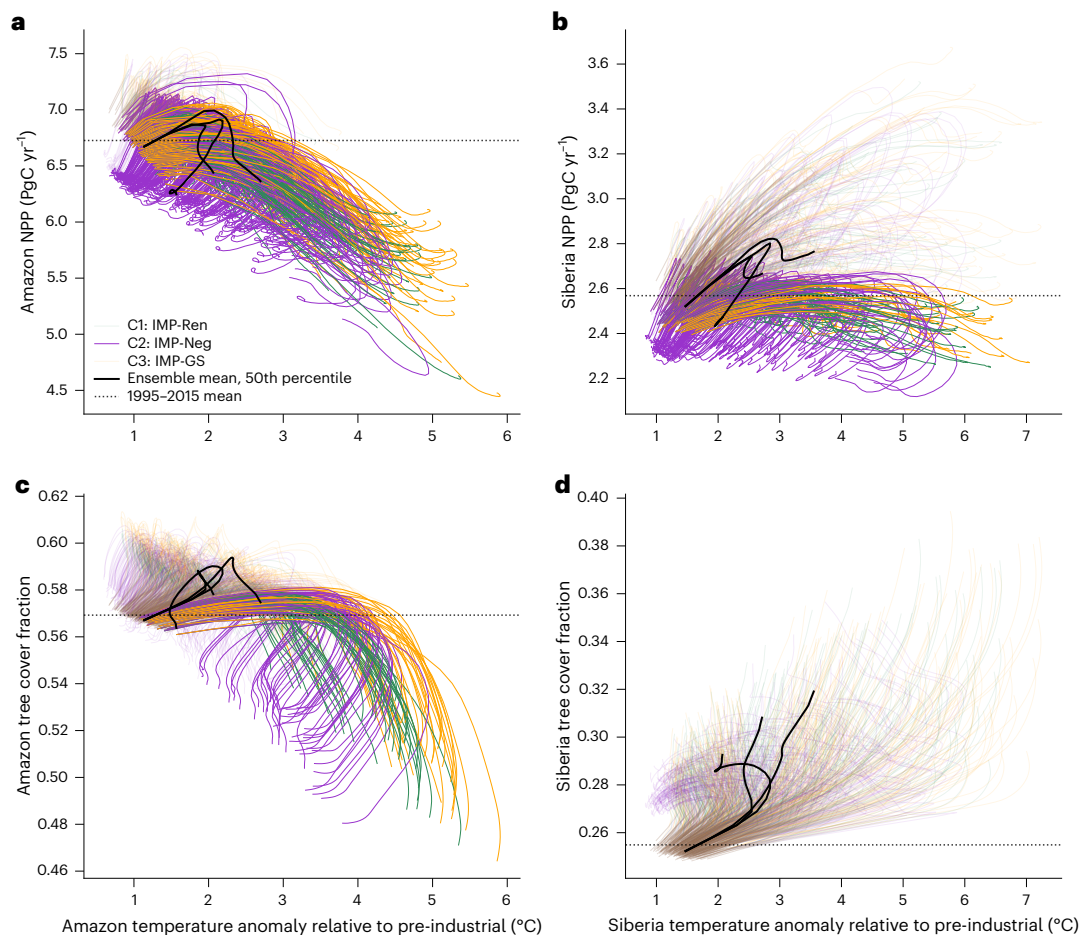 a
Amazon NPP (PgC yr⁻¹)
7.5
7.0
6.5
6.0
5.5
5.0
4.5
C1: IMP-Ren
C2: IMP-Neg
C3: IMP-GS
Ensemble mean, 50th percentile
1995–2015 mean
1 2 3 4 5 6
b
Siberia NPP (PgC yr⁻¹)
3.6
3.4
3.2
3.0
2.8
2.6
2.4
2.2
1 2 3 4 5 6 7
c
Amazon tree cover fraction
0.62
0.60
0.58
0.56
0.54
0.52
0.50
0.48
0.46
1 2 3 4 5 6
Amazon temperature anomaly relative to pre-industrial (°C)
d
Siberia tree cover fraction
0.40
0.38
0.36
0.34
0.32
0.30
0.28
0.26
1 2 3 4 5 6 7
Siberia temperature anomaly relative to pre-industrial (°C)